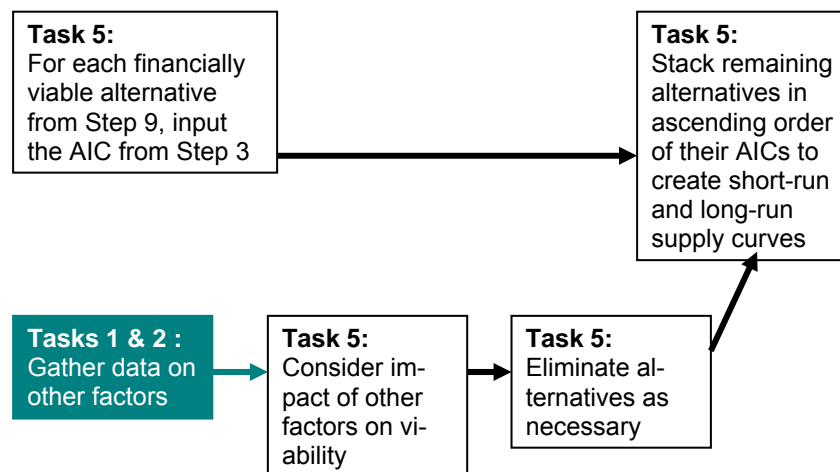 Task 5:
For each financially
viable alternative
from Step 9, input
the AIC from Step 3
Task 5:
Stack remaining
alternatives in
ascending order
of their AICs to
create short-run
and long-run
supply curves
Tasks 1 & 2 :
Gather data on
other factors
Task 5:
Consider im-
pact of other
factors on vi-
ability
Task 5:
Eliminate al-
ternatives as
necessary